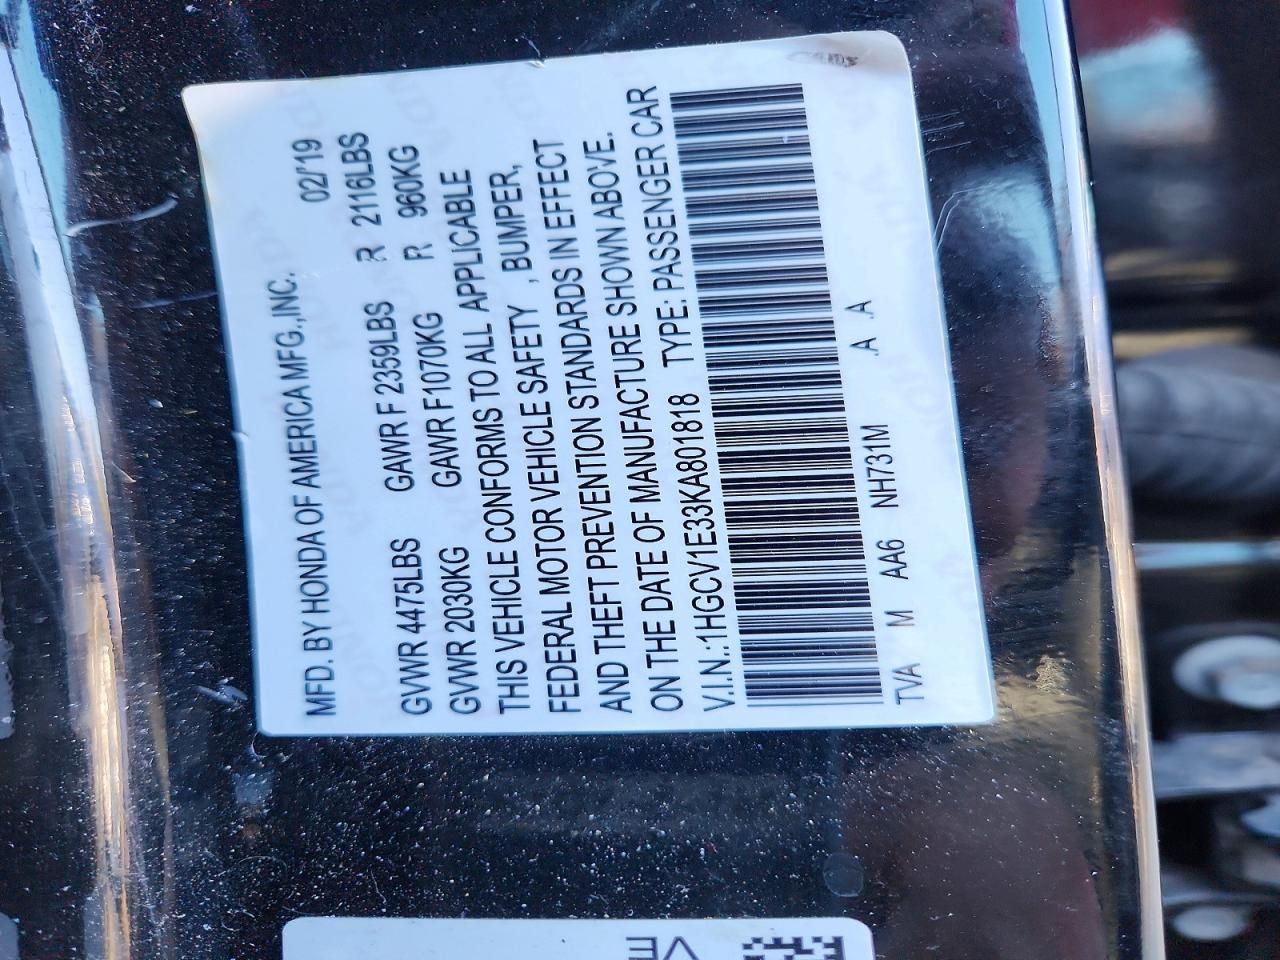 MFD. BY HONDA OF AMERICA MFG.,INC. 02/'19
GVWR 4475LBS GAWR F 2359LBS R 2116LBS
GVWR 2030KG GAWR F1070KG R 960KG
THIS VEHICLE CONFORMS TO ALL APPLICABLE
FEDERAL MOTOR VEHICLE SAFETY , BUMPER,
AND THEFT PREVENTION STANDARDS IN EFFECT
ON THE DATE OF MANUFACTURE SHOWN ABOVE.
V.I.N.:1HGCV1E33KA801818 TYPE: PASSENGER CAR
TVA M AA6 NH731M .A .A